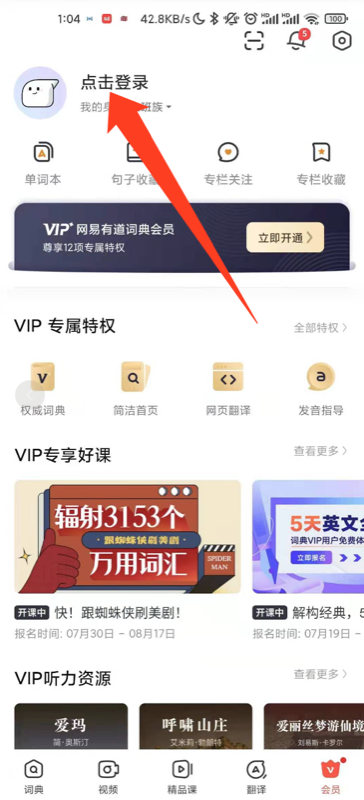 1:04 42.8KB/s 100
5
点击登录
我的身 班族
单词本 句子收藏 专栏关注 专栏收藏
VIP 网易有道词典会员
尊享12项专属特权
立即开通
VIP 专属特权 全部特权
权威词典 简洁首页 网页翻译 发音指导
VIP专享好课 查看更多
辐射3153个
跟蜘蛛侠刷美剧
万用词汇
SPIDER
MAN
5天英文
词典VIP用户免费体
立即报名
开课中 快！跟蜘蛛侠刷美剧！
报名时间: 07月30日 - 08月17日
开课中 解构经典，5
报名时间: 07月19日 -
VIP听力资源 查看更多
爱玛 呼啸山庄 爱丽丝梦游仙境
简·奥斯汀 艾米莉·勃朗特 刘易斯·卡罗尔
词典 视频 精品课 翻译 会员